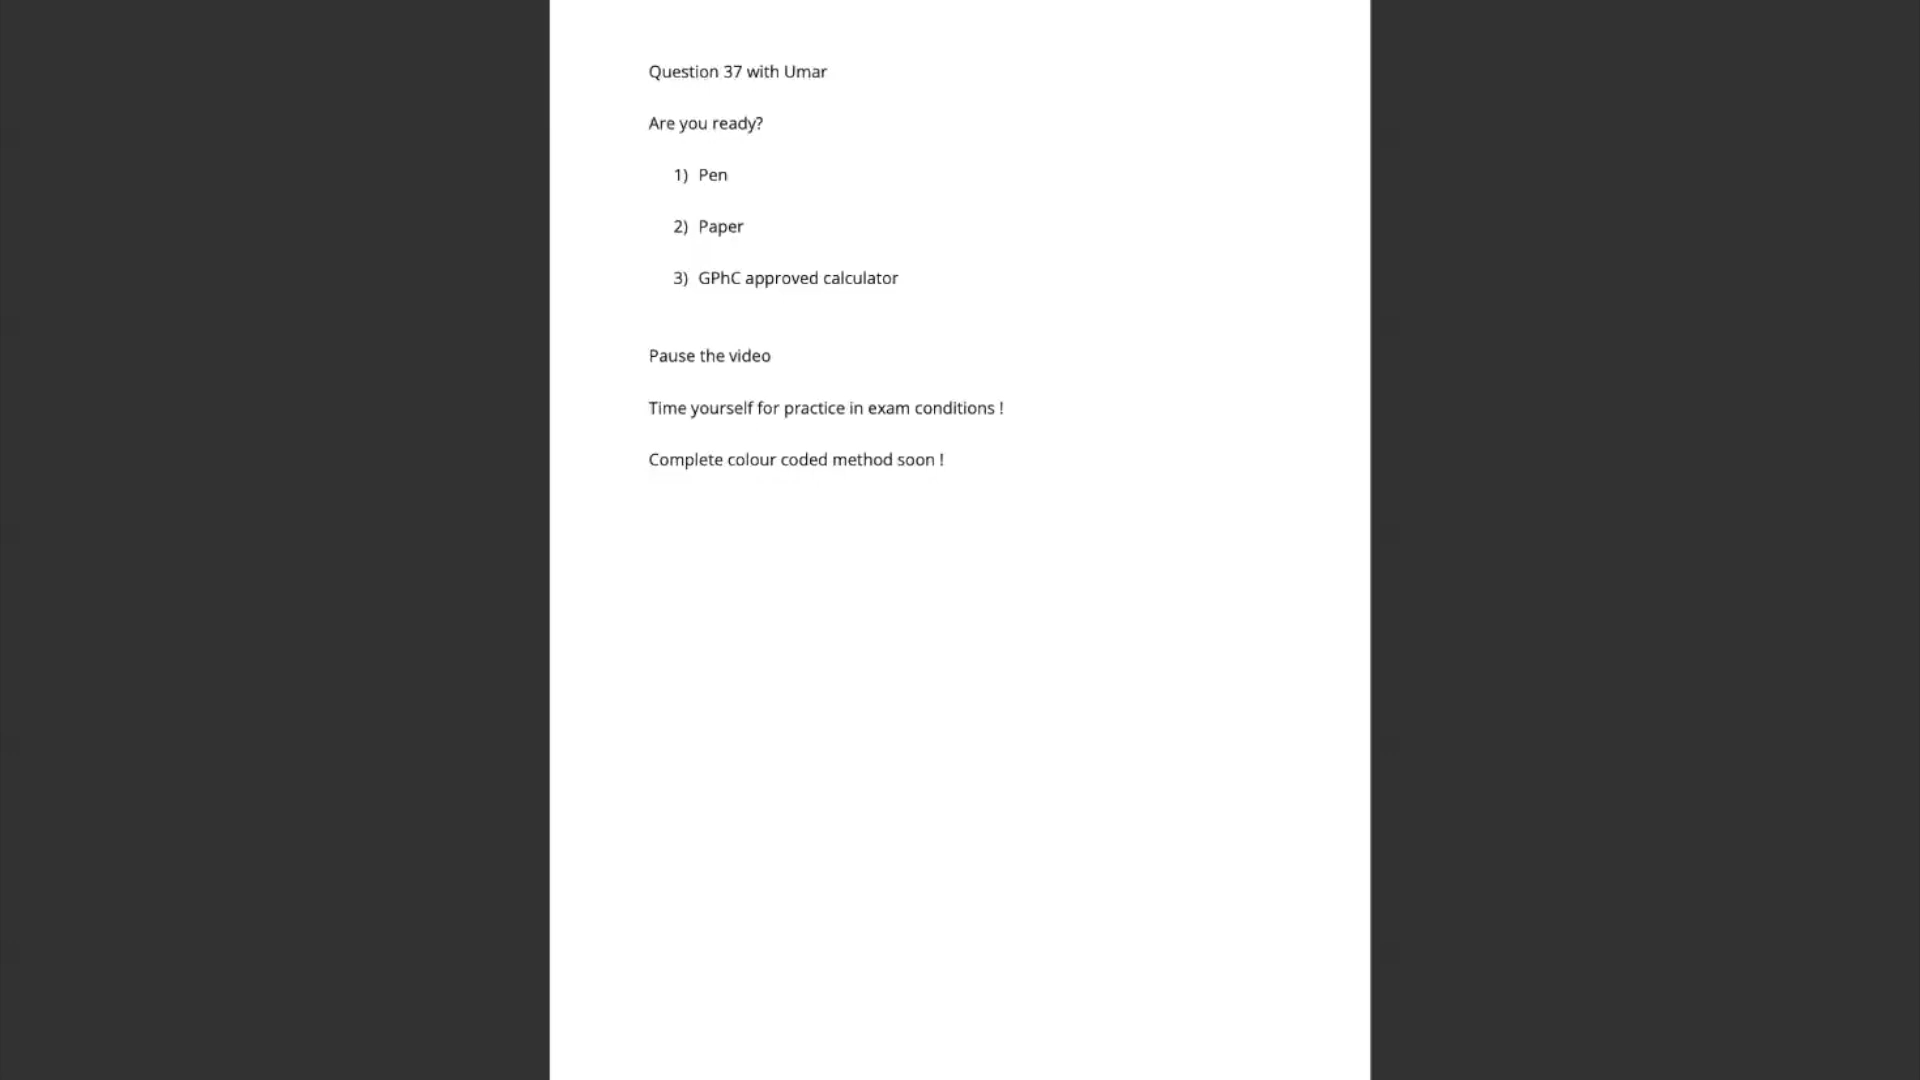 Question 37 with Umar
Are you ready?
1) Pen
2) Paper
3) GPhC approved calculator
Pause the video
Time yourself for practice in exam conditions !
Complete colour coded method soon !